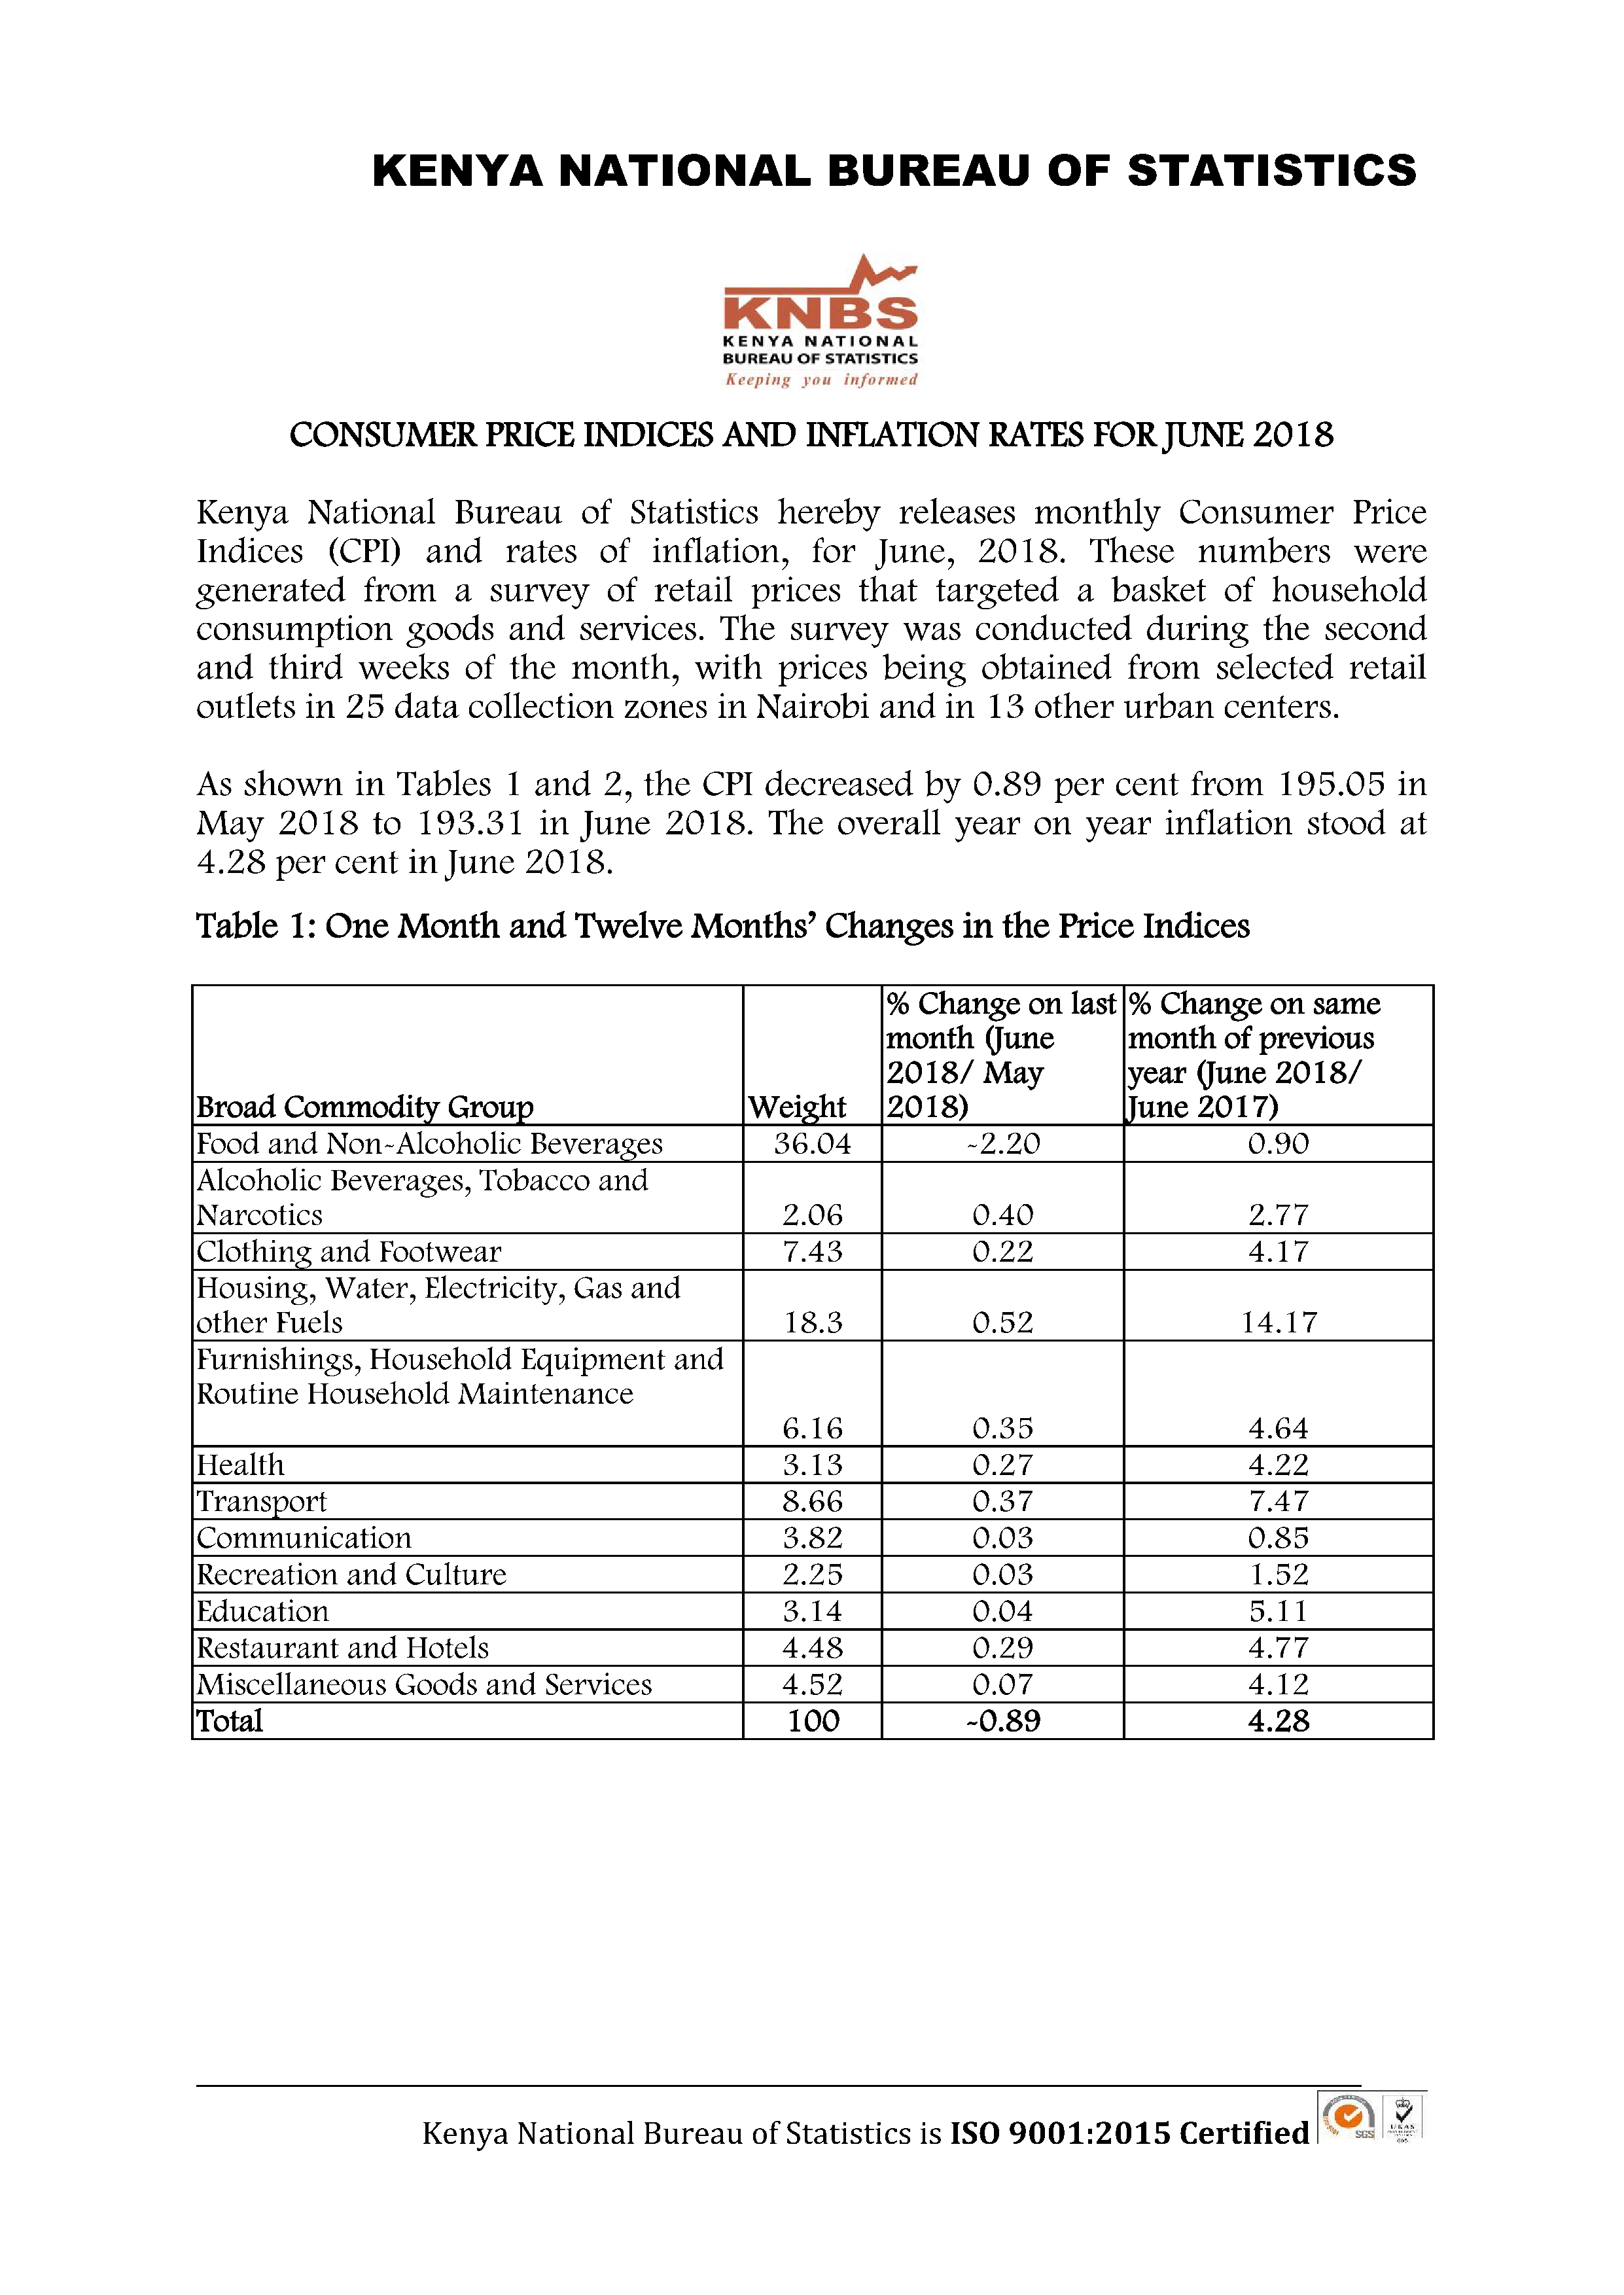 KENYA NATIONAL BUREAU OF STATISTICS
KNBS
KENYA NATIONAL
BUREAU OF STATISTICS
Keeping you informed
CONSUMER PRICE INDICES AND INFLATION RATES FOR JUNE 2018
Kenya National Bureau of Statistics hereby releases monthly Consumer Price
Indices (CPI) and rates of inflation, for June, 2018. These numbers were
generated from a survey of retail prices that targeted a basket of household
consumption goods and services. The survey was conducted during the second
and third weeks of the month, with prices being obtained from selected retail
outlets in 25 data collection zones in Nairobi and in 13 other urban centers.
As shown in Tables 1 and 2, the CPI decreased by 0.89 per cent from 195.05 in
May 2018 to 193.31 in June 2018. The overall year on year inflation stood at
4.28 per cent in June 2018.
Table 1: One Month and Twelve Months’ Changes in the Price Indices
Broad Commodity Group Weight % Change on last month (June 2018/ May 2018) % Change on same month of previous year (June 2018/ June 2017)
Food and Non-Alcoholic Beverages 36.04 -2.20 0.90
Alcoholic Beverages, Tobacco and
Narcotics 2.06 0.40 2.77
Clothing and Footwear 7.43 0.22 4.17
Housing, Water, Electricity, Gas and
other Fuels 18.3 0.52 14.17
Furnishings, Household Equipment and
Routine Household Maintenance
6.16 0.35 4.64
Health 3.13 0.27 4.22
Transport 8.66 0.37 7.47
Communication 3.82 0.03 0.85
Recreation and Culture 2.25 0.03 1.52
Education 3.14 0.04 5.11
Restaurant and Hotels 4.48 0.29 4.77
Miscellaneous Goods and Services 4.52 0.07 4.12
Total 100 -0.89 4.28
Kenya National Bureau of Statistics is ISO 9001:2015 Certified
SGS
UKAS